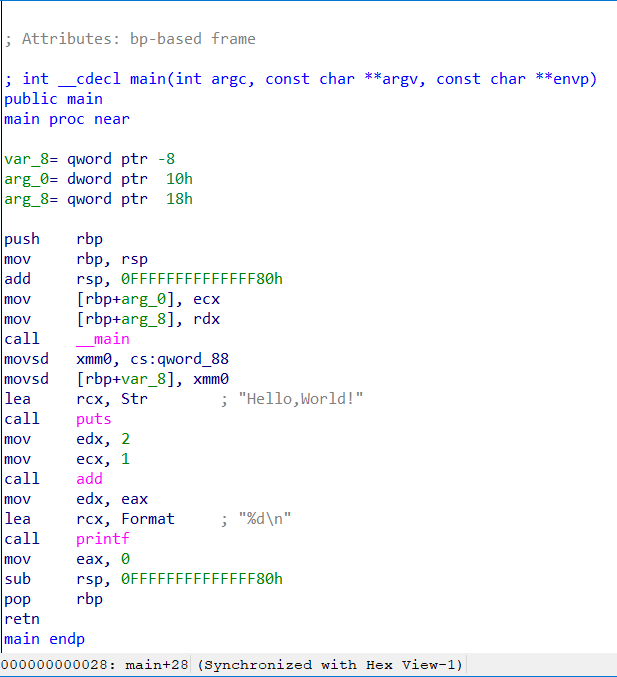 ; Attributes: bp-based frame
; int __cdecl main(int argc, const char **argv, const char **envp)
public main
main proc near
var_8= qword ptr -8
arg_0= dword ptr  10h
arg_8= qword ptr  18h
push    rbp
mov     rbp, rsp
add     rsp, 0FFFFFFFFFFFFFF80h
mov     [rbp+arg_0], ecx
mov     [rbp+arg_8], rdx
call    __main
movsd   xmm0, cs:qword_88
movsd   [rbp+var_8], xmm0
lea     rcx, Str        ; "Hello,World!"
call    puts
mov     edx, 2
mov     ecx, 1
call    add
mov     edx, eax
lea     rcx, Format     ; "%d\n"
call    printf
mov     eax, 0
sub     rsp, 0FFFFFFFFFFFFFF80h
pop     rbp
retn
main endp
000000000028: main+28 (Synchronized with Hex View-1)